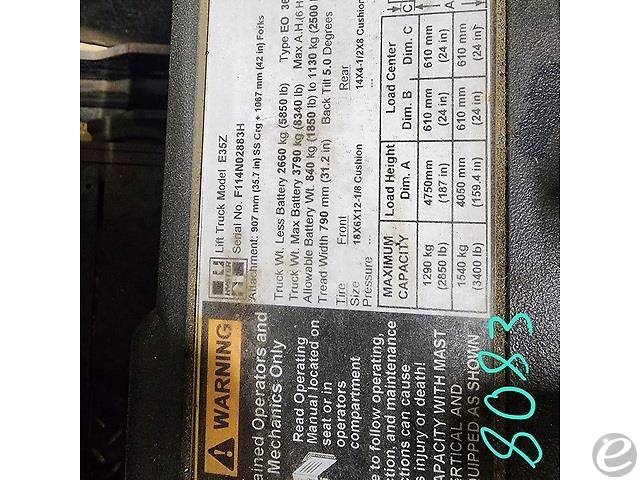 Lift Truck Model E35Z
Serial No. F114N02883H
Attachment: 907 mm (35.7 in) SS Crg + 1067 mm (42 in) Forks
Truck Wt. Less Battery 2660 kg (5850 lb) Type EO 36
Truck Wt. Max Battery 3790 kg (8340 lb) Max A.H.(6 H
Allowable Battery Wt. 840 kg (1850 lb) to 1130 kg (2500 l
Tread Width 790 mm (31.2 in) Back Tilt 5.0 Degrees
Tire Front Rear
Size 18X6X12-1/8 Cushion 14X4-1/2X8 Cushion
Pressure --- ---
MAXIMUM CAPACITY Load Height Dim. A Load Center Dim. B Dim. C
1290 kg (2850 lb) 4750mm (187 in) 610 mm (24 in) 610 mm (24 in)
1540 kg (3400 lb) 4050 mm (159.4 in) 610 mm (24 in) 610 mm (24 in)
WARNING
ained Operators and
Mechanics Only
Read Operating
Manual located on
seat or in
operators
compartment
e to follow operating,
ction, and maintenance
ctions can cause
s injury or death!
APACITY WITH MAST
ERTICAL AND
QUIPPED AS SHOWN
8083